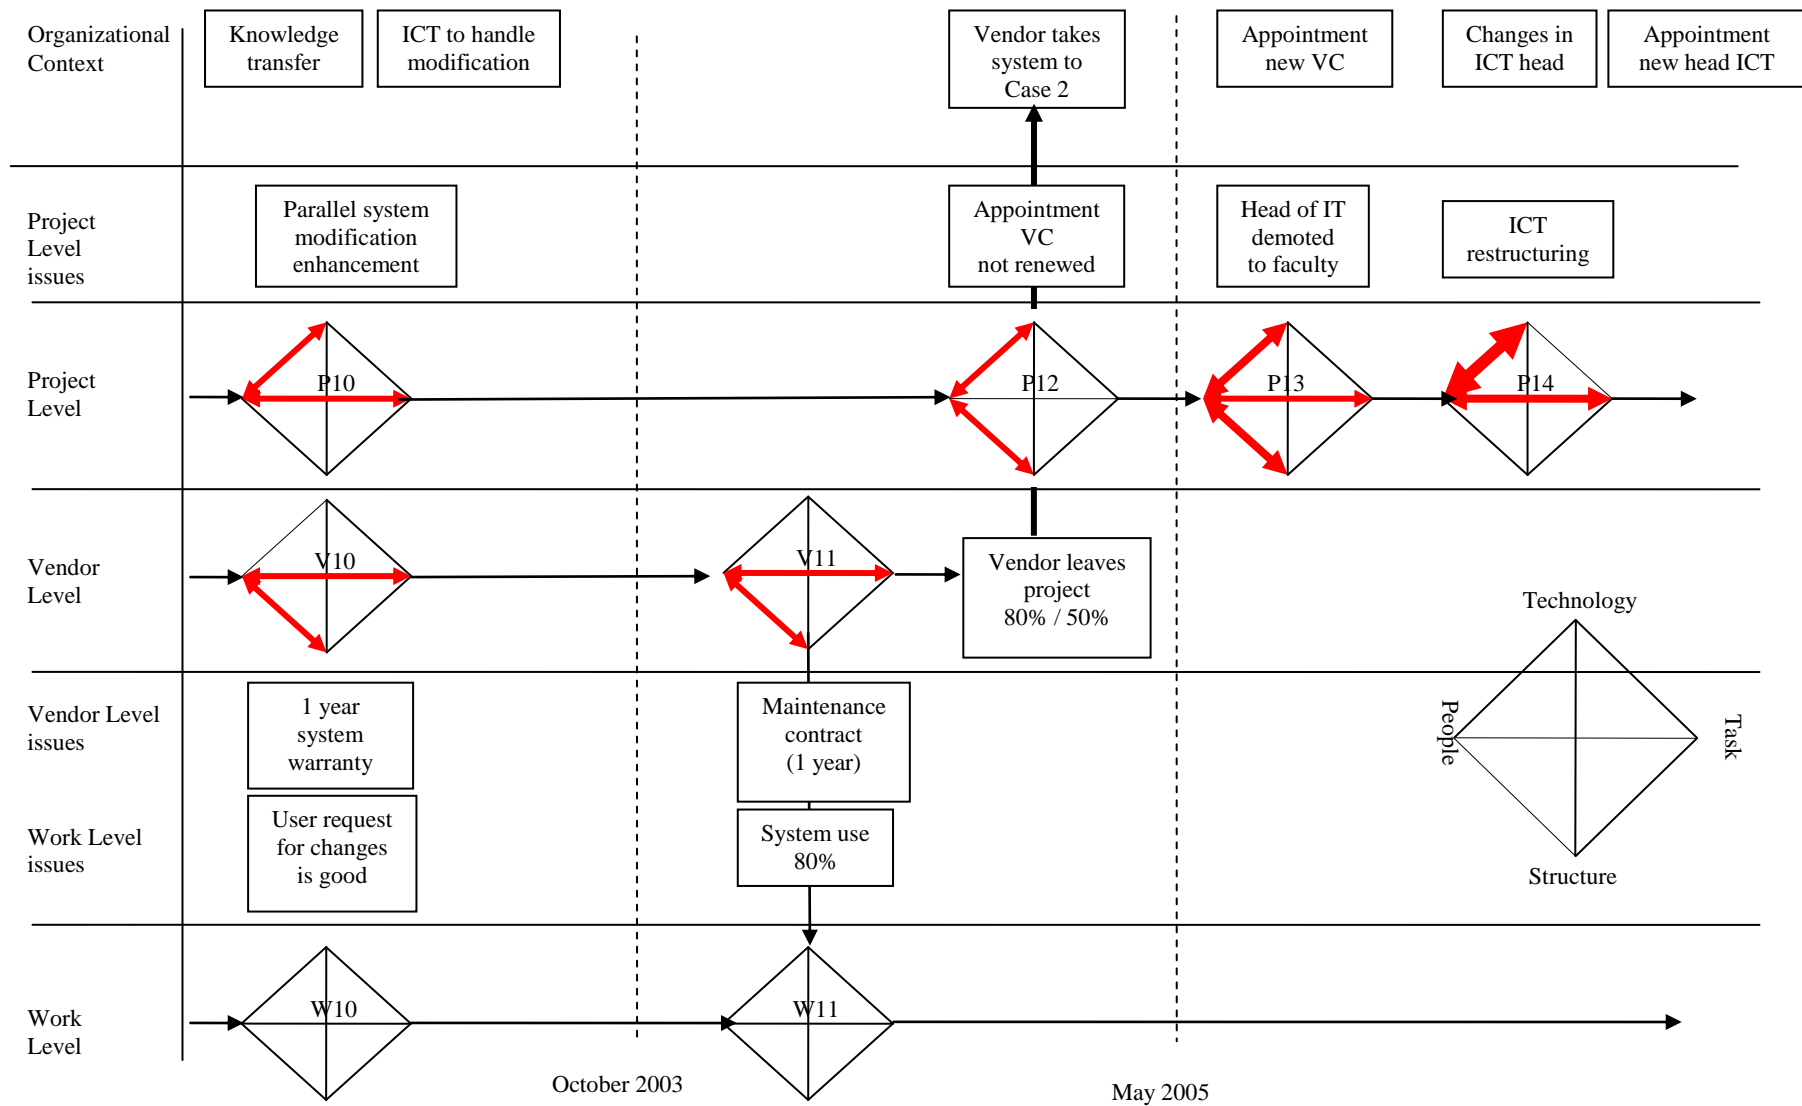 Organizational
Context
Knowledge
transfer
ICT to handle
modification
Vendor takes
system to
Case 2
Appointment
new VC
Changes in
ICT head
Appointment
new head ICT
Project
Level
issues
Parallel system
modification
enhancement
Appointment
VC
not renewed
Head of IT
demoted
to faculty
ICT
restructuring
Project
Level
P10
P12
P13
P14
Vendor
Level
V10
V11
Vendor leaves
project
80% / 50%
Technology
People
Task
Structure
Vendor Level
issues
1 year
system
warranty
Maintenance
contract
(1 year)
Work Level
issues
User request
for changes
is good
System use
80%
Work
Level
W10
W11
October 2003
May 2005